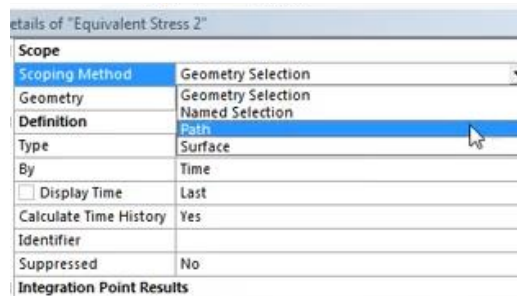 etails of "Equivalent Stress 2"
Scope
Scoping Method Geometry Selection
Geometry Geometry Selection
Named Selection
Definition Path
Type Surface
By Time
Display Time Last
Calculate Time History Yes
Identifier
Suppressed No
Integration Point Results